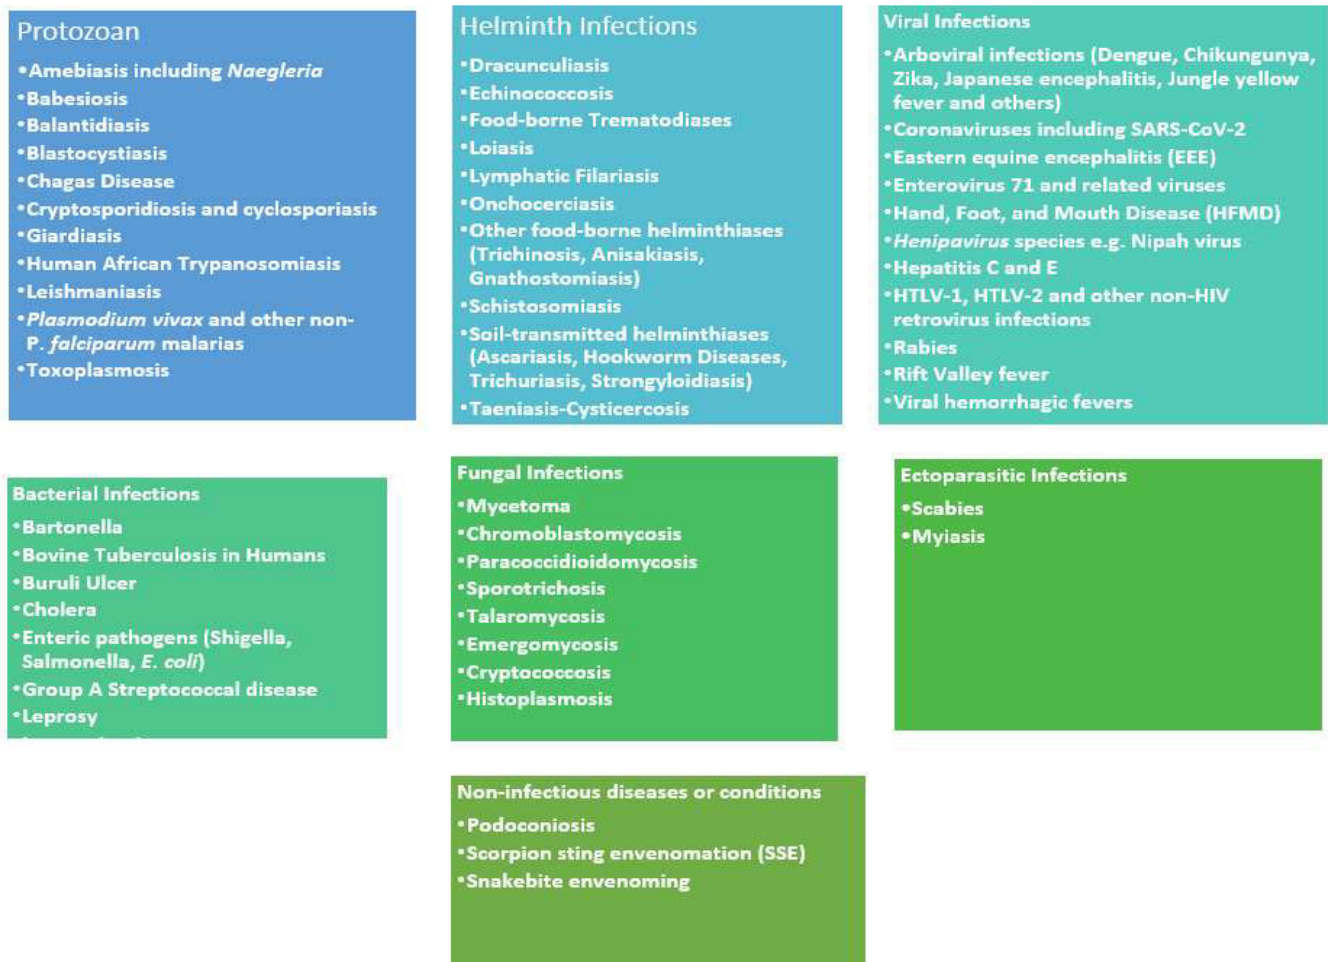 Protozoan
•Amebiasis including Naegleria
•Babesiosis
•Balantidiasis
•Blastocystiasis
•Chagas Disease
•Cryptosporidiosis and cyclosporiasis
•Giardiasis
•Human African Trypanosomiasis
•Leishmaniasis
•Plasmodium vivax and other non-
P. falciparum malarias
•Toxoplasmosis
Helminth Infections
•Dracunculiasis
•Echinococcosis
•Food-borne Trematodiases
•Loiasis
•Lymphatic Filariasis
•Onchocerciasis
•Other food-borne helminthiases
(Trichinosis, Anisakiasis,
Gnathostomiasis)
•Schistosomiasis
•Soil-transmitted helminthiases
(Ascariasis, Hookworm Diseases,
Trichuriasis, Strongyloidiasis)
•Taeniasis-Cysticercosis
Viral Infections
•Arboviral infections (Dengue, Chikungunya,
Zika, Japanese encephalitis, Jungle yellow
fever and others)
•Coronaviruses including SARS-CoV-2
•Eastern equine encephalitis (EEE)
•Enterovirus 71 and related viruses
•Hand, Foot, and Mouth Disease (HFMD)
•Henipavirus species e.g. Nipah virus
•Hepatitis C and E
•HTLV-1, HTLV-2 and other non-HIV
retrovirus infections
•Rabies
•Rift Valley fever
•Viral hemorrhagic fevers
Bacterial Infections
•Bartonella
•Bovine Tuberculosis in Humans
•Buruli Ulcer
•Cholera
•Enteric pathogens (Shigella,
Salmonella, E. coli)
•Group A Streptococcal disease
•Leprosy
Fungal Infections
•Mycetoma
•Chromoblastomycosis
•Paracoccidioidomycosis
•Sporotrichosis
•Talaromycosis
•Emergomycosis
•Cryptococcosis
•Histoplasmosis
Ectoparasitic Infections
•Scabies
•Myiasis
Non-infectious diseases or conditions
•Podoconiosis
•Scorpion sting envenomation (SSE)
•Snakebite envenoming